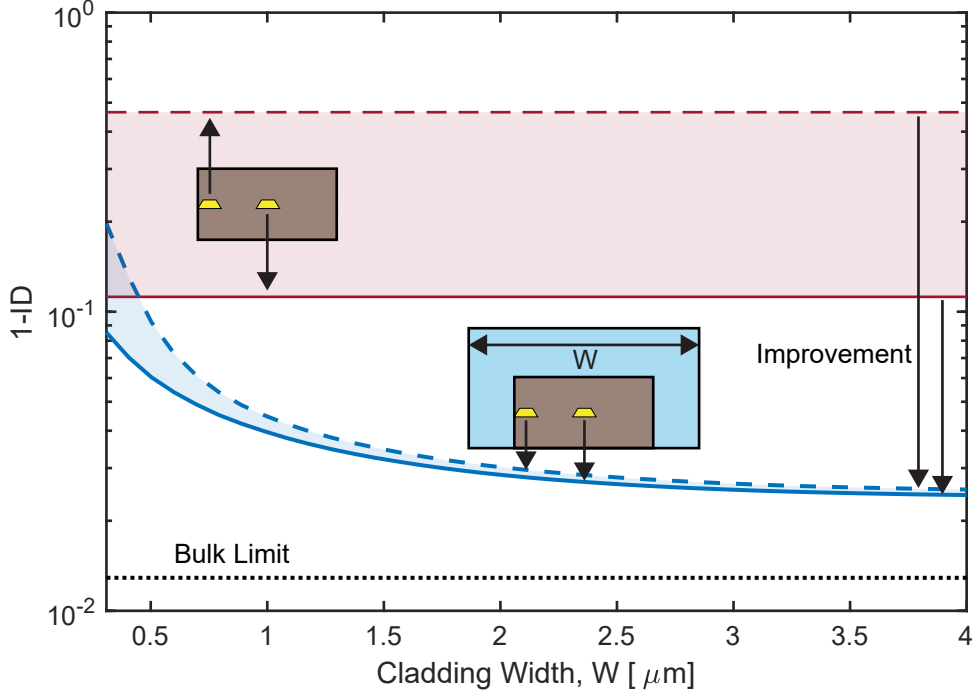 10^0
10^-1
10^-2
1-ID
W
Improvement
Bulk Limit
0.5 1 1.5 2 2.5 3 3.5 4
Cladding Width, W [ μm]